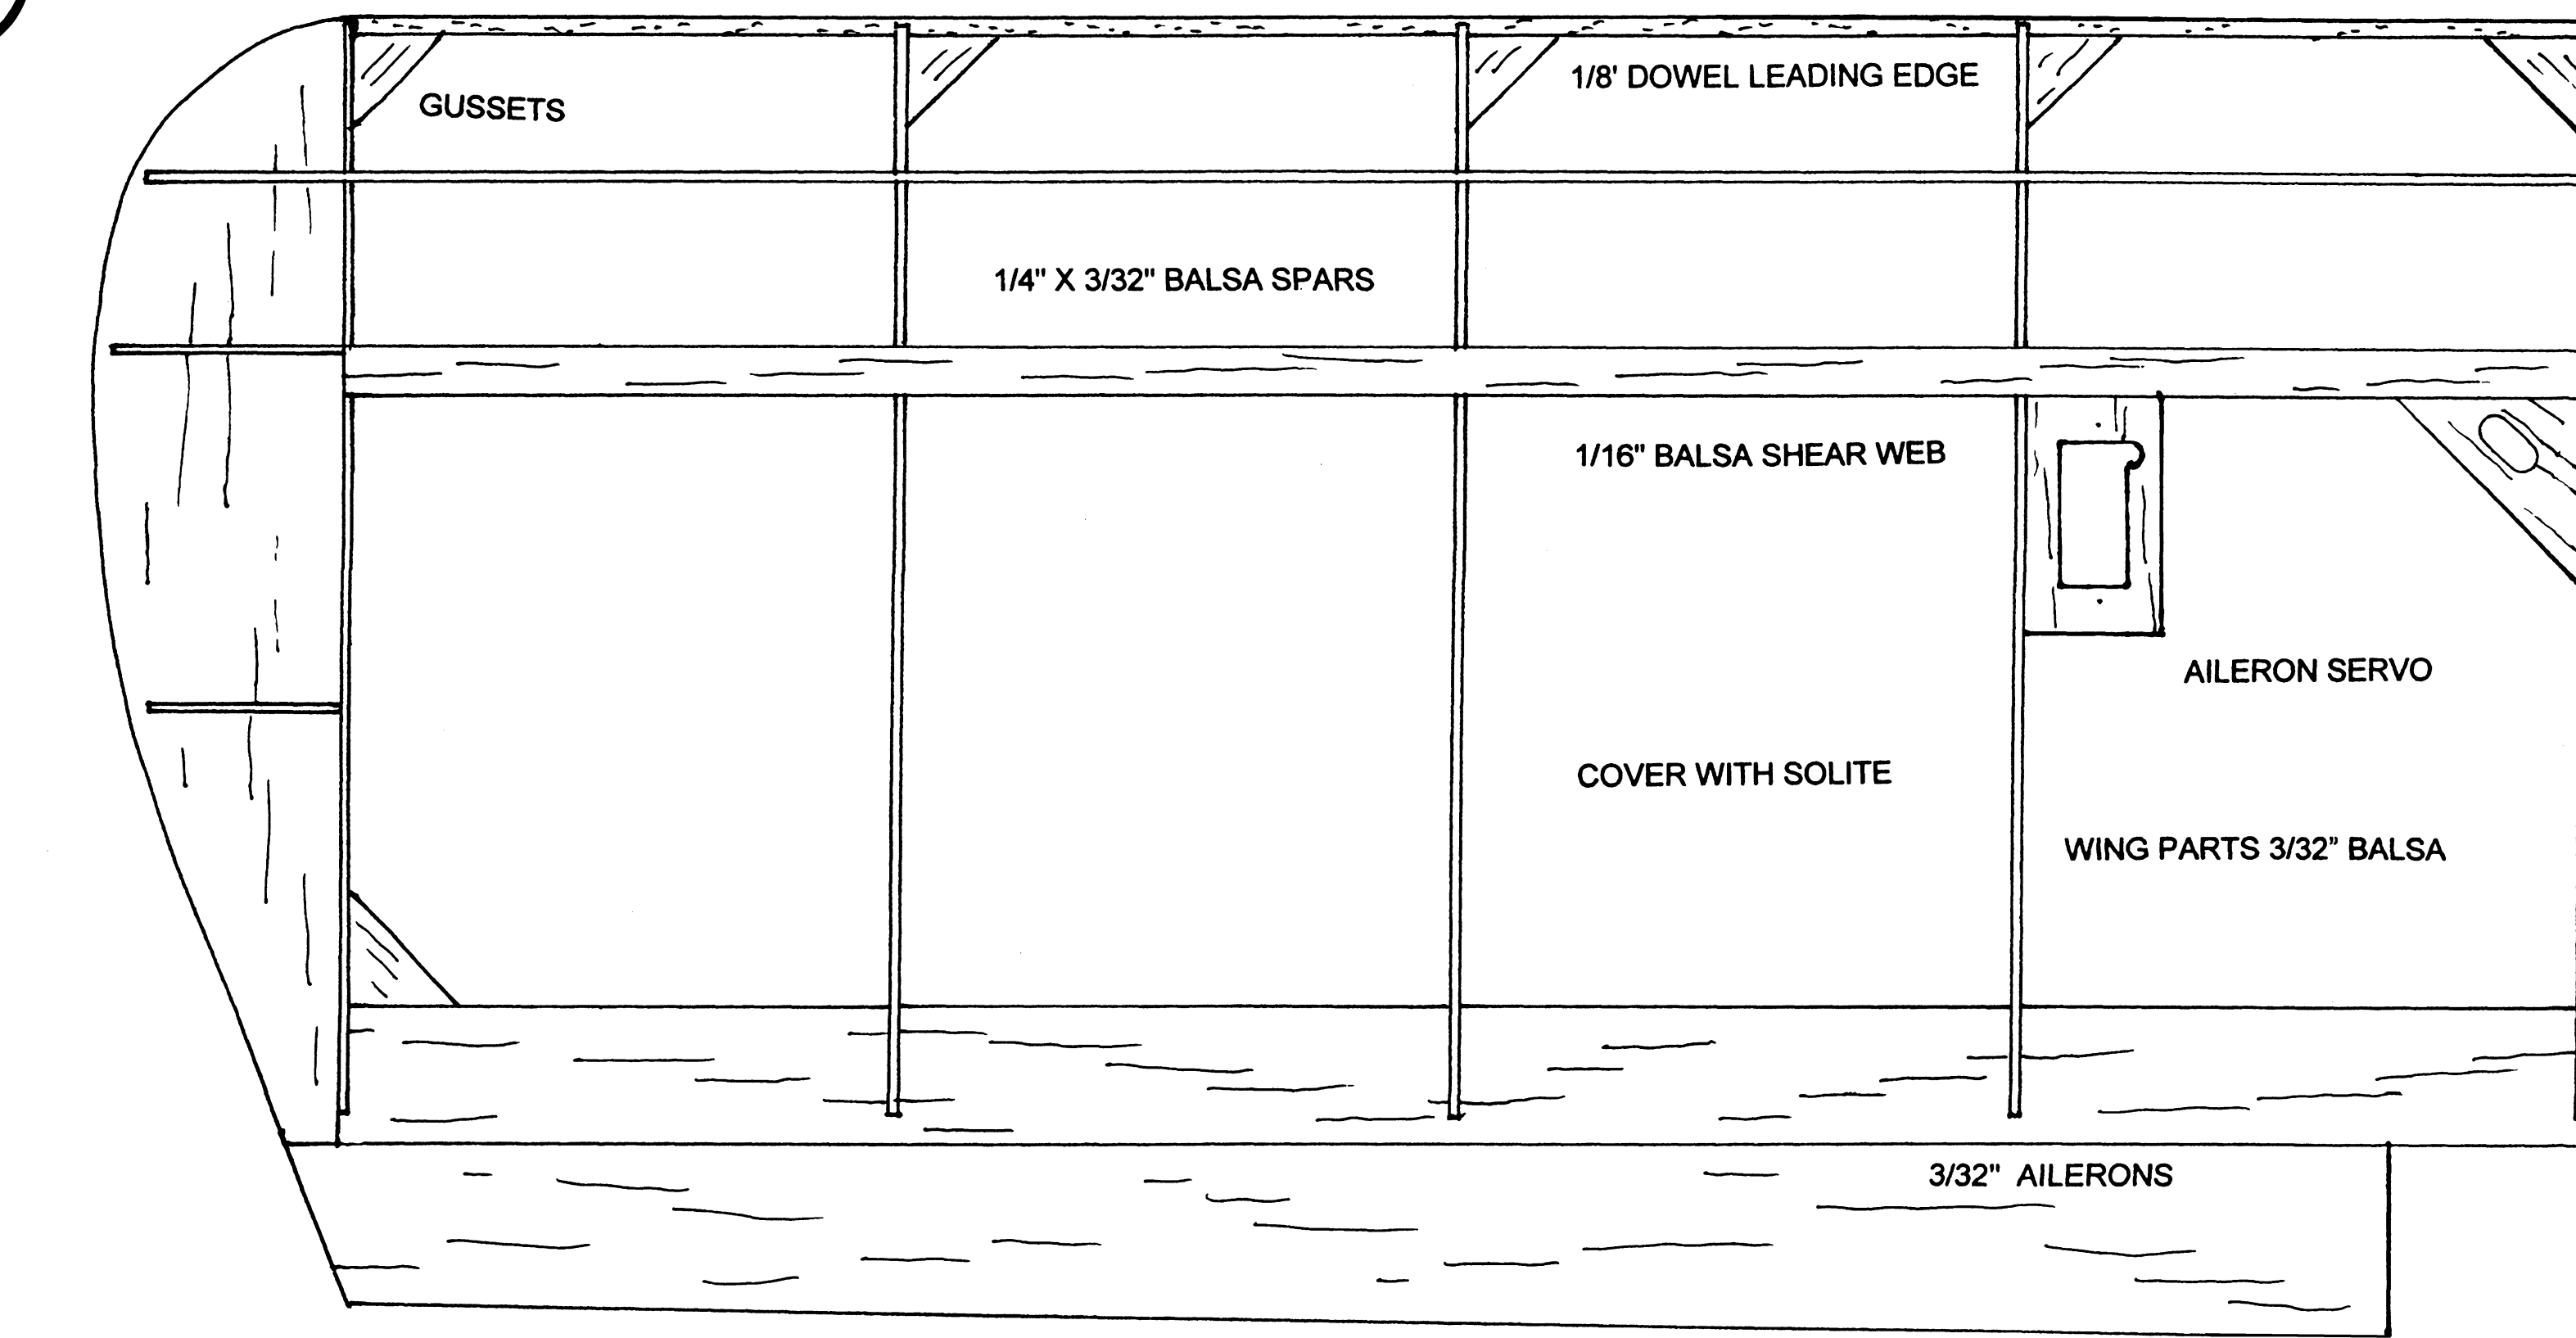 1/8' DOWEL LEADING EDGE
GUSSETS
1/4" X 3/32" BALSA SPARS
1/16" BALSA SHEAR WEB
AILERON SERVO
COVER WITH SOLITE
WING PARTS 3/32” BALSA
3/32" AILERONS